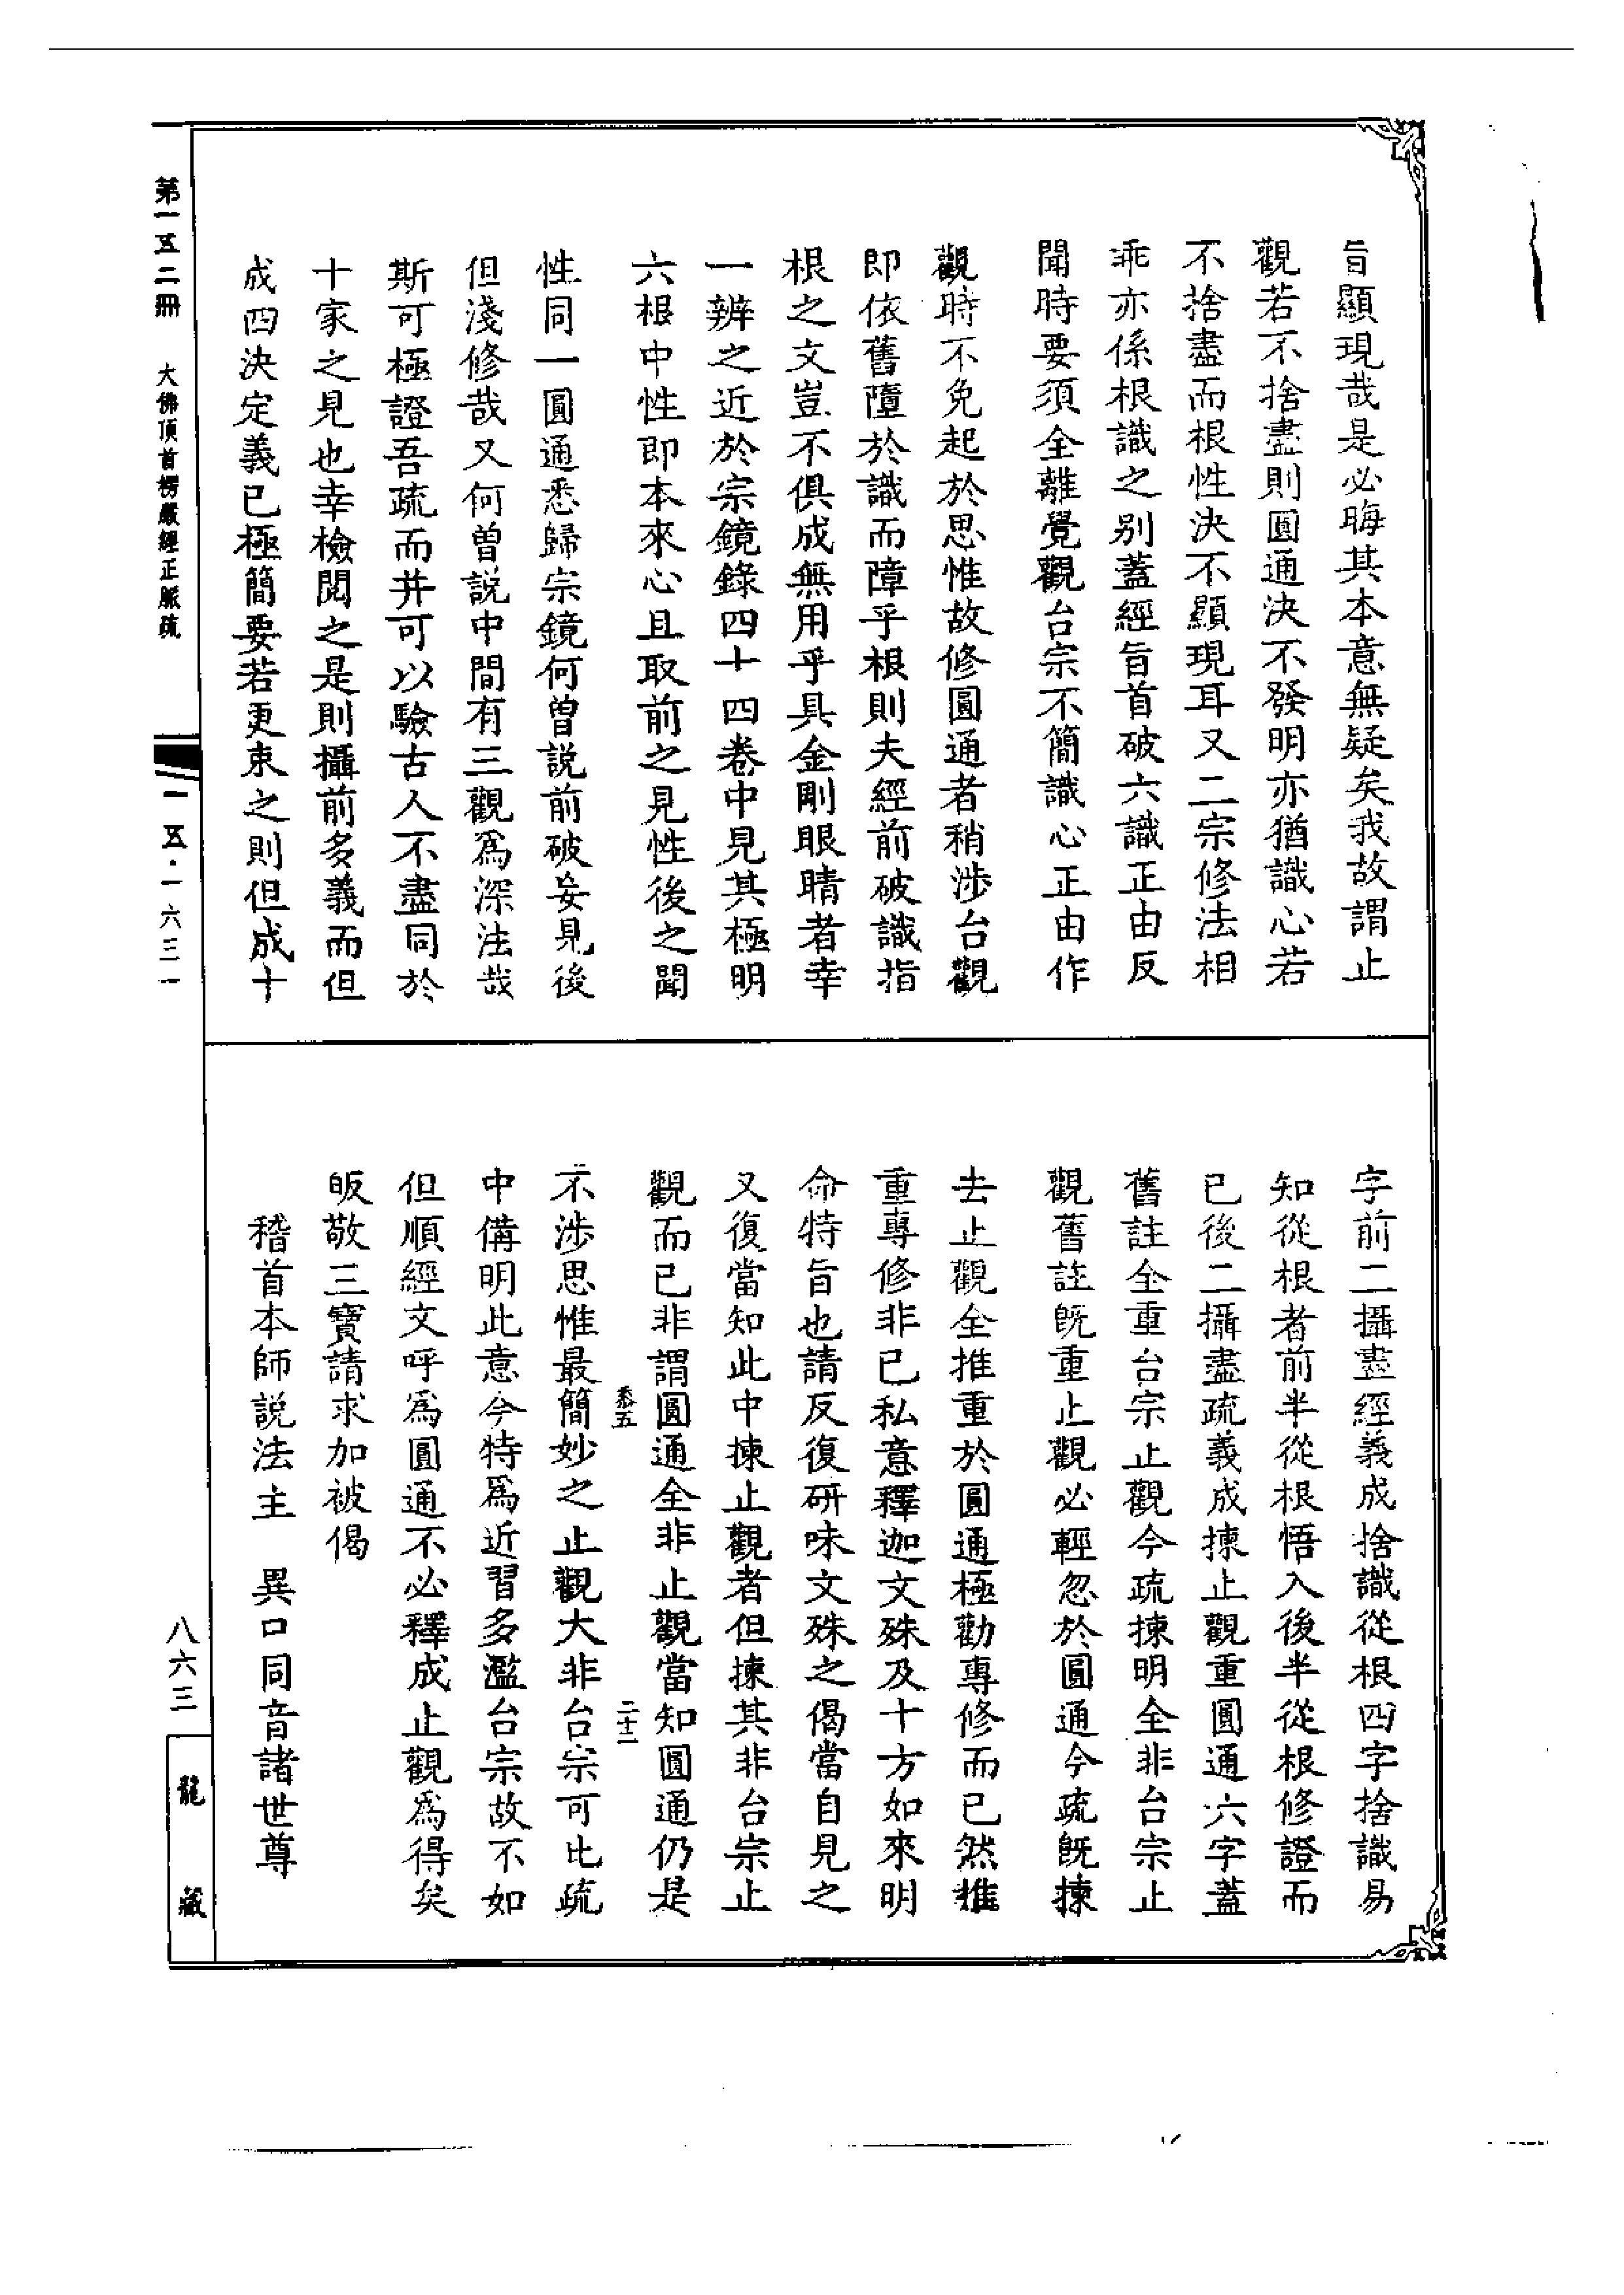 旨顯現哉是必晦其本意無疑矣我故謂止
觀若不捨盡則圓通決不發明亦猶識心若
不捨盡而根性決不顯現耳又二宗修法相
乖亦係根識之別蓋經旨首破六識正由反
聞時要須全離覺觀台宗不簡識心正由作
觀時不免起於思惟故修圓通者稍涉台觀
即依舊墮於識而障乎根則夫經前破識指
根之文豈不俱成無用乎具金剛眼睛者幸
一辨之近於宗鏡錄四十四卷中見其極明
六根中性即本來心且取前之見性後之聞
性同一圓通悉歸宗鏡何曾説前破妄見後
但淺修哉又何曾説中間有三觀爲深法哉
斯可極證吾疏而并可以驗古人不盡同於
十家之見也幸檢閱之是則攝前多義而但
成四決定義已極簡要若更束之則但成十
字前二攝盡經義成捨識從根四字捨識易
知從根者前半從根悟入後半從根修證而
已後二攝盡疏義成揀止觀重圓通六字蓋
舊註全重台宗止觀今疏揀明全非台宗止
觀舊註旣重止觀必輕忽於圓通今疏旣揀
去止觀全推重於圓通極勸專修而已然推
重專修非已私意釋迦文殊及十方如來明
命特旨也請反復研味文殊之偈當自見之
又復當知此中揀止觀者但揀其非台宗止
觀而已非謂圓通全非止觀當知圓通仍是
黍五
二十二
不涉思惟最簡妙之止觀大非台宗可比疏
中備明此意今特爲近習多濫台宗故不如
但順經文呼爲圓通不必釋成止觀爲得矣
皈敬三寶請求加被偈
稽首本師説法主　異口同音諸世尊
第一五二冊　大佛頂首楞嚴經正脈疏
一五·一六三一
八六三
龍藏